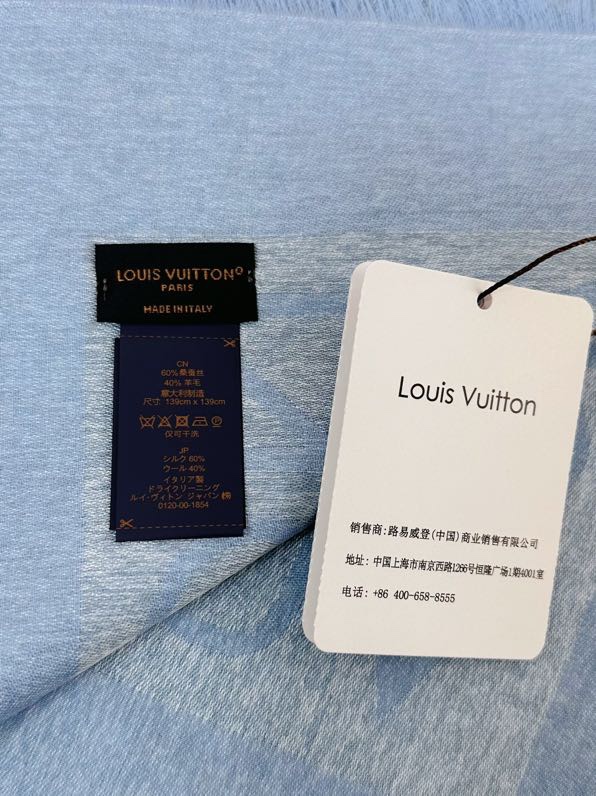 LOUIS VUITTON
PARIS
MADE IN ITALY
CN
60%桑蚕丝
40% 羊毛
意大利制造
尺寸: 139cm x 139cm
仅可干洗
JP
シルク 60%
ウール 40%
イタリア製
ドライクリーニング
ルイ・ヴィトン ジャパン ㈱
0120-00-1854
Louis Vuitton
销售商:路易威登(中国)商业销售有限公司
地址: 中国上海市南京西路1266号恒隆广场1期4001室
电话: +86 400-658-8555